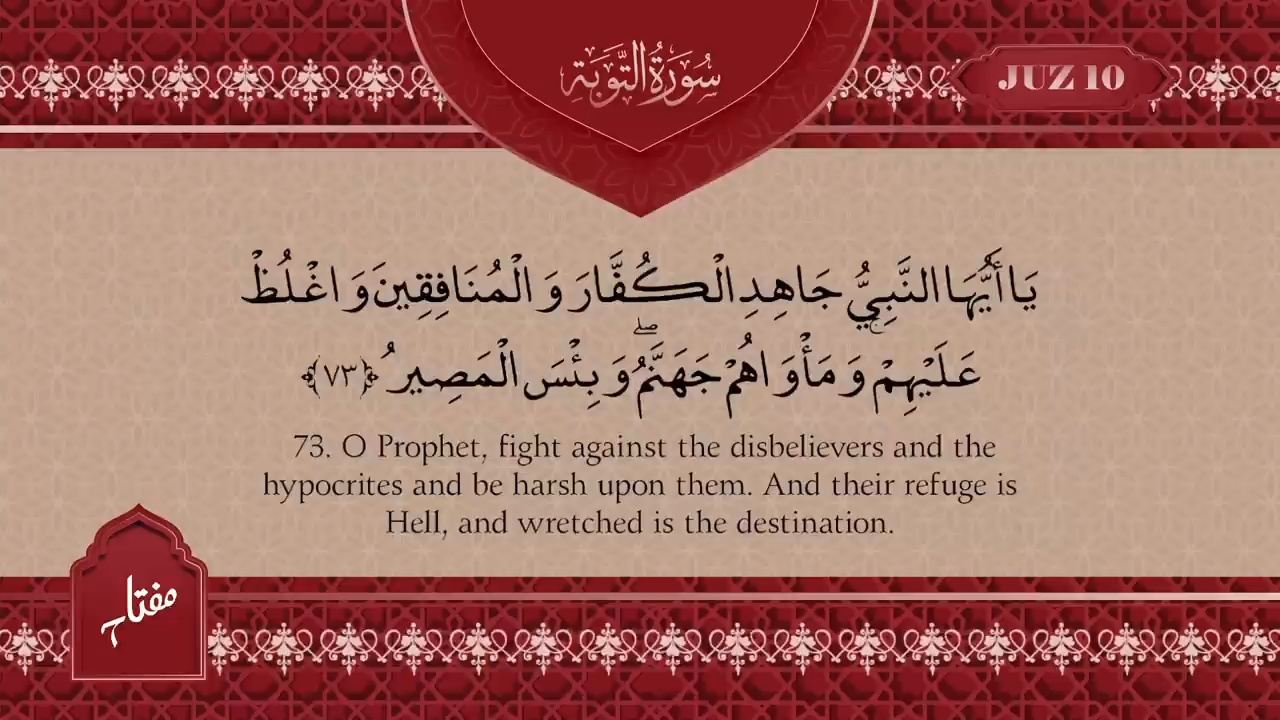 سُورَةُ التَّوْبَةِ
JUZ 10
يَا أَيُّهَا النَّبِيُّ جَاهِدِ الْكُفَّارَ وَالْمُنَافِقِينَ وَاغْلُظْ
عَلَيْهِمْ ۚ وَمَأْوَاهُمْ جَهَنَّمُ ۖ وَبِئْسَ الْمَصِيرُ ﴿٧٣﴾
73. O Prophet, fight against the disbelievers and the
hypocrites and be harsh upon them. And their refuge is
Hell, and wretched is the destination.
مفتاح